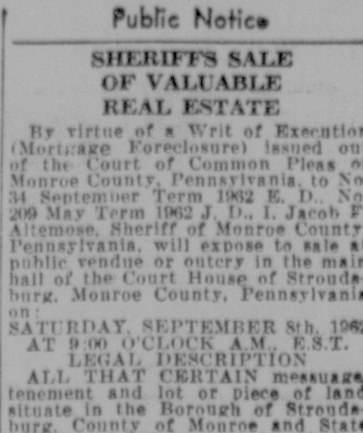 Public Notice
SHERIFFS SALE
OF VALUABLE
REAL ESTATE
By virtue of a Writ of Execution
(Mortgage Foreclosure) issued ou
of the Court of Common Pleas o
Monroe County, Pennsylvania, to No
34 September Term 1962 E. D., No
209 May Term 1962 J. D., I, Jacob F
Altemose, Sheriff of Monroe County
Pennsylvania, will expose to sale a
public vendue or outcry in the main
hall of the Court House of Strouds
burg, Monroe County, Pennsylvania
on:
SATURDAY, SEPTEMBER 8th, 1962
AT 9:00 O'CLOCK A.M., E.S.T.
LEGAL DESCRIPTION
ALL THAT CERTAIN messuage
tenement and lot or piece of land
situate in the Borough of Strouds
burg, County of Monroe and State